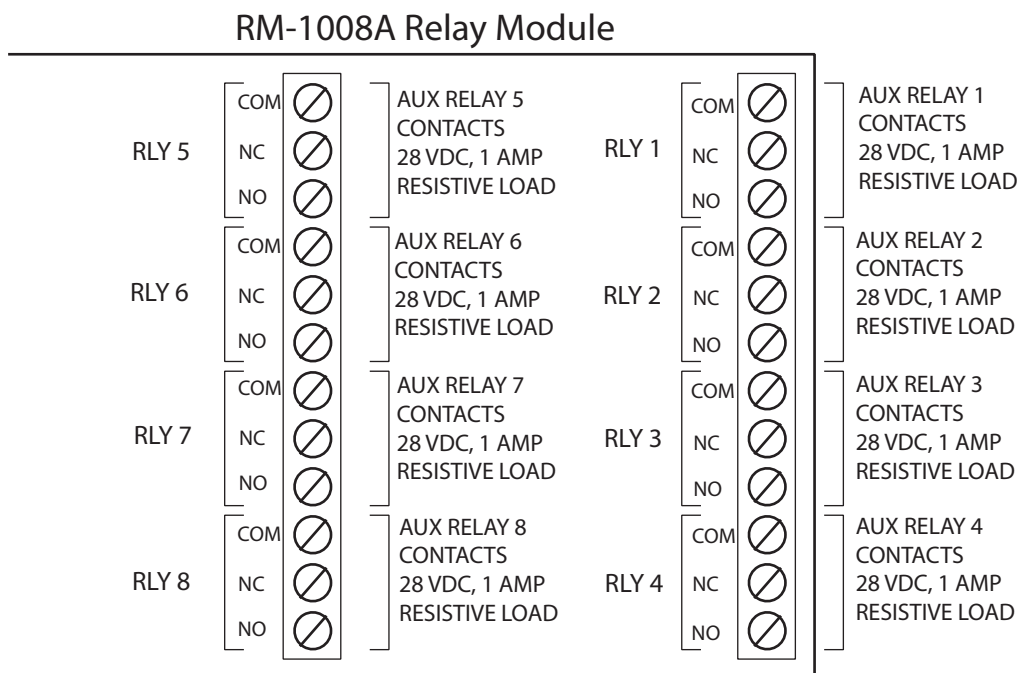 RM-1008A Relay Module
RLY 5
COM
NC
NO
AUX RELAY 5
CONTACTS
28 VDC, 1 AMP
RESISTIVE LOAD
RLY 6
COM
NC
NO
AUX RELAY 6
CONTACTS
28 VDC, 1 AMP
RESISTIVE LOAD
RLY 7
COM
NC
NO
AUX RELAY 7
CONTACTS
28 VDC, 1 AMP
RESISTIVE LOAD
RLY 8
COM
NC
NO
AUX RELAY 8
CONTACTS
28 VDC, 1 AMP
RESISTIVE LOAD
RLY 1
COM
NC
NO
AUX RELAY 1
CONTACTS
28 VDC, 1 AMP
RESISTIVE LOAD
RLY 2
COM
NC
NO
AUX RELAY 2
CONTACTS
28 VDC, 1 AMP
RESISTIVE LOAD
RLY 3
COM
NC
NO
AUX RELAY 3
CONTACTS
28 VDC, 1 AMP
RESISTIVE LOAD
RLY 4
COM
NC
NO
AUX RELAY 4
CONTACTS
28 VDC, 1 AMP
RESISTIVE LOAD